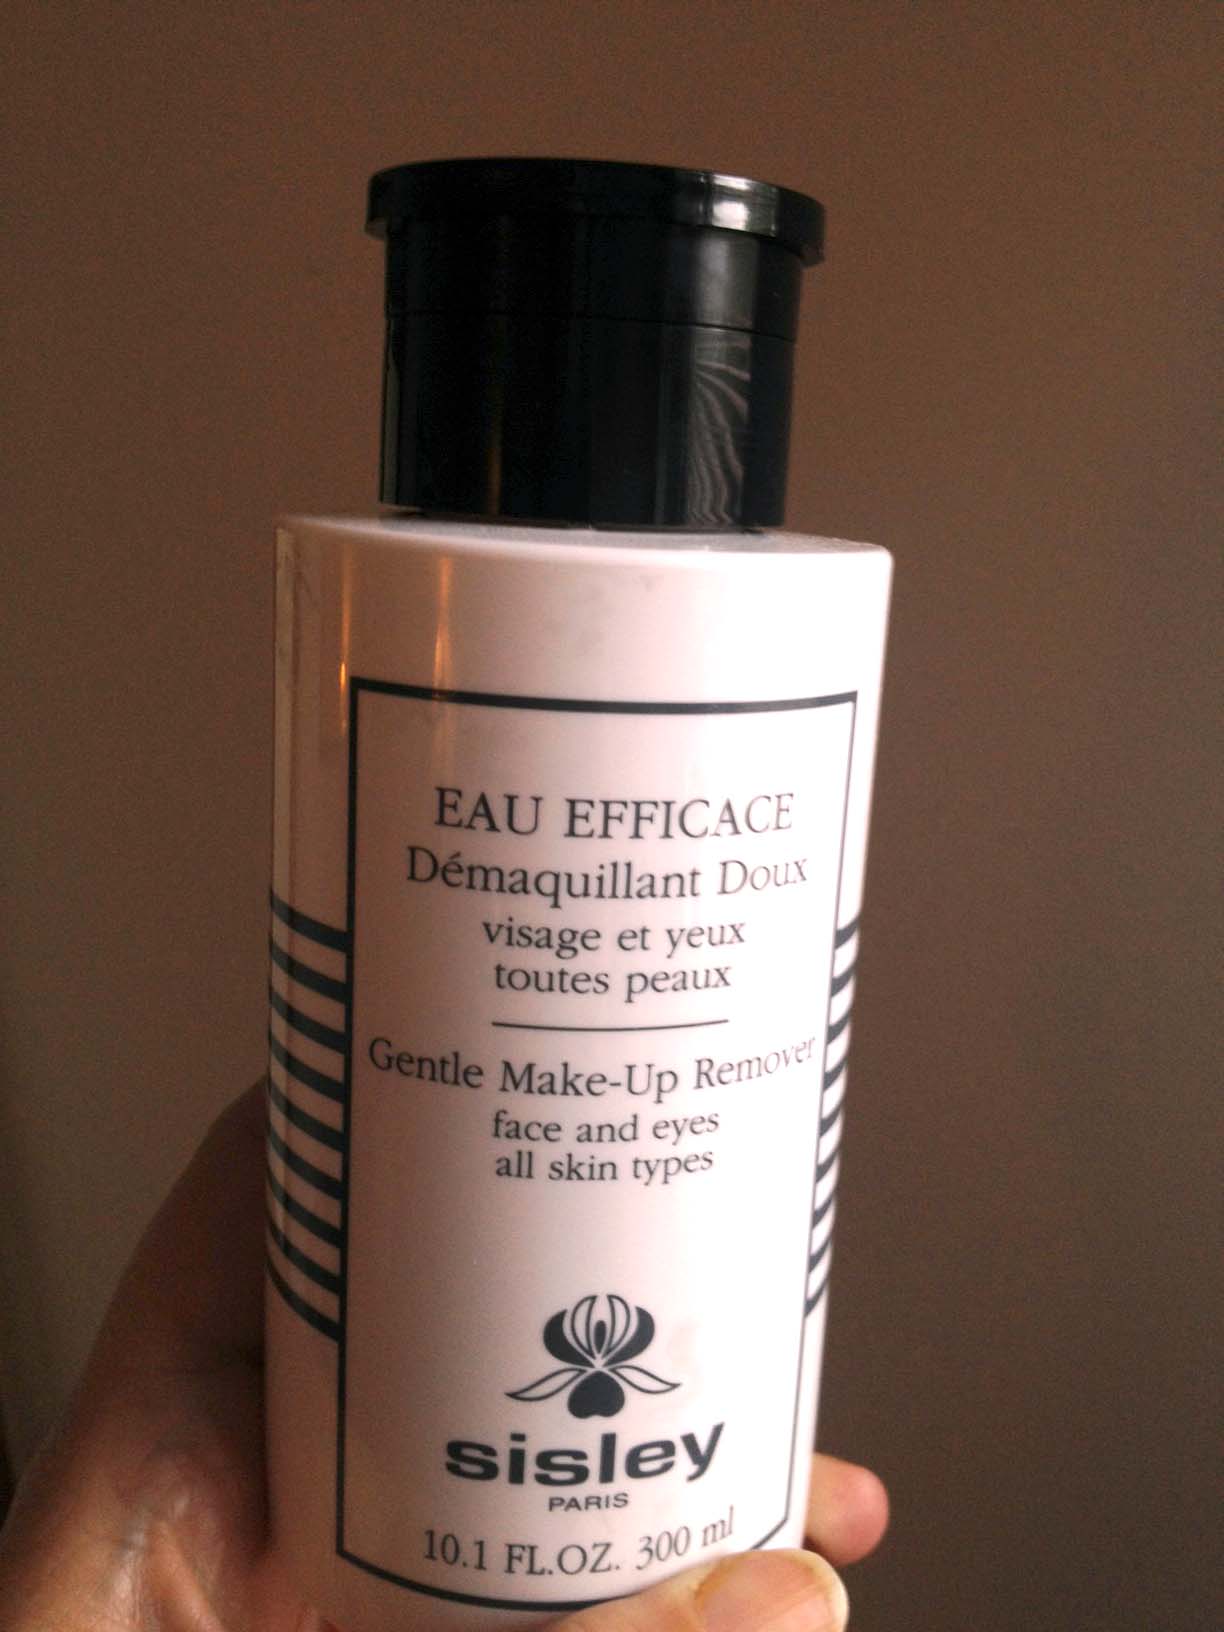 EAU EFFICACE
Démaquillant Doux
visage et yeux
toutes peaux
Gentle Make-Up Remover
face and eyes
all skin types
sisley
PARIS
10.1 FL.OZ. 300 ml